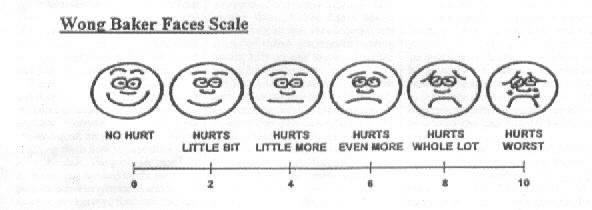 Wong Baker Faces Scale
NO HURT
HURTS
LITTLE BIT
HURTS
LITTLE MORE
HURTS
EVEN MORE
HURTS
WHOLE LOT
HURTS
WORST
0 2 4 6 8 10